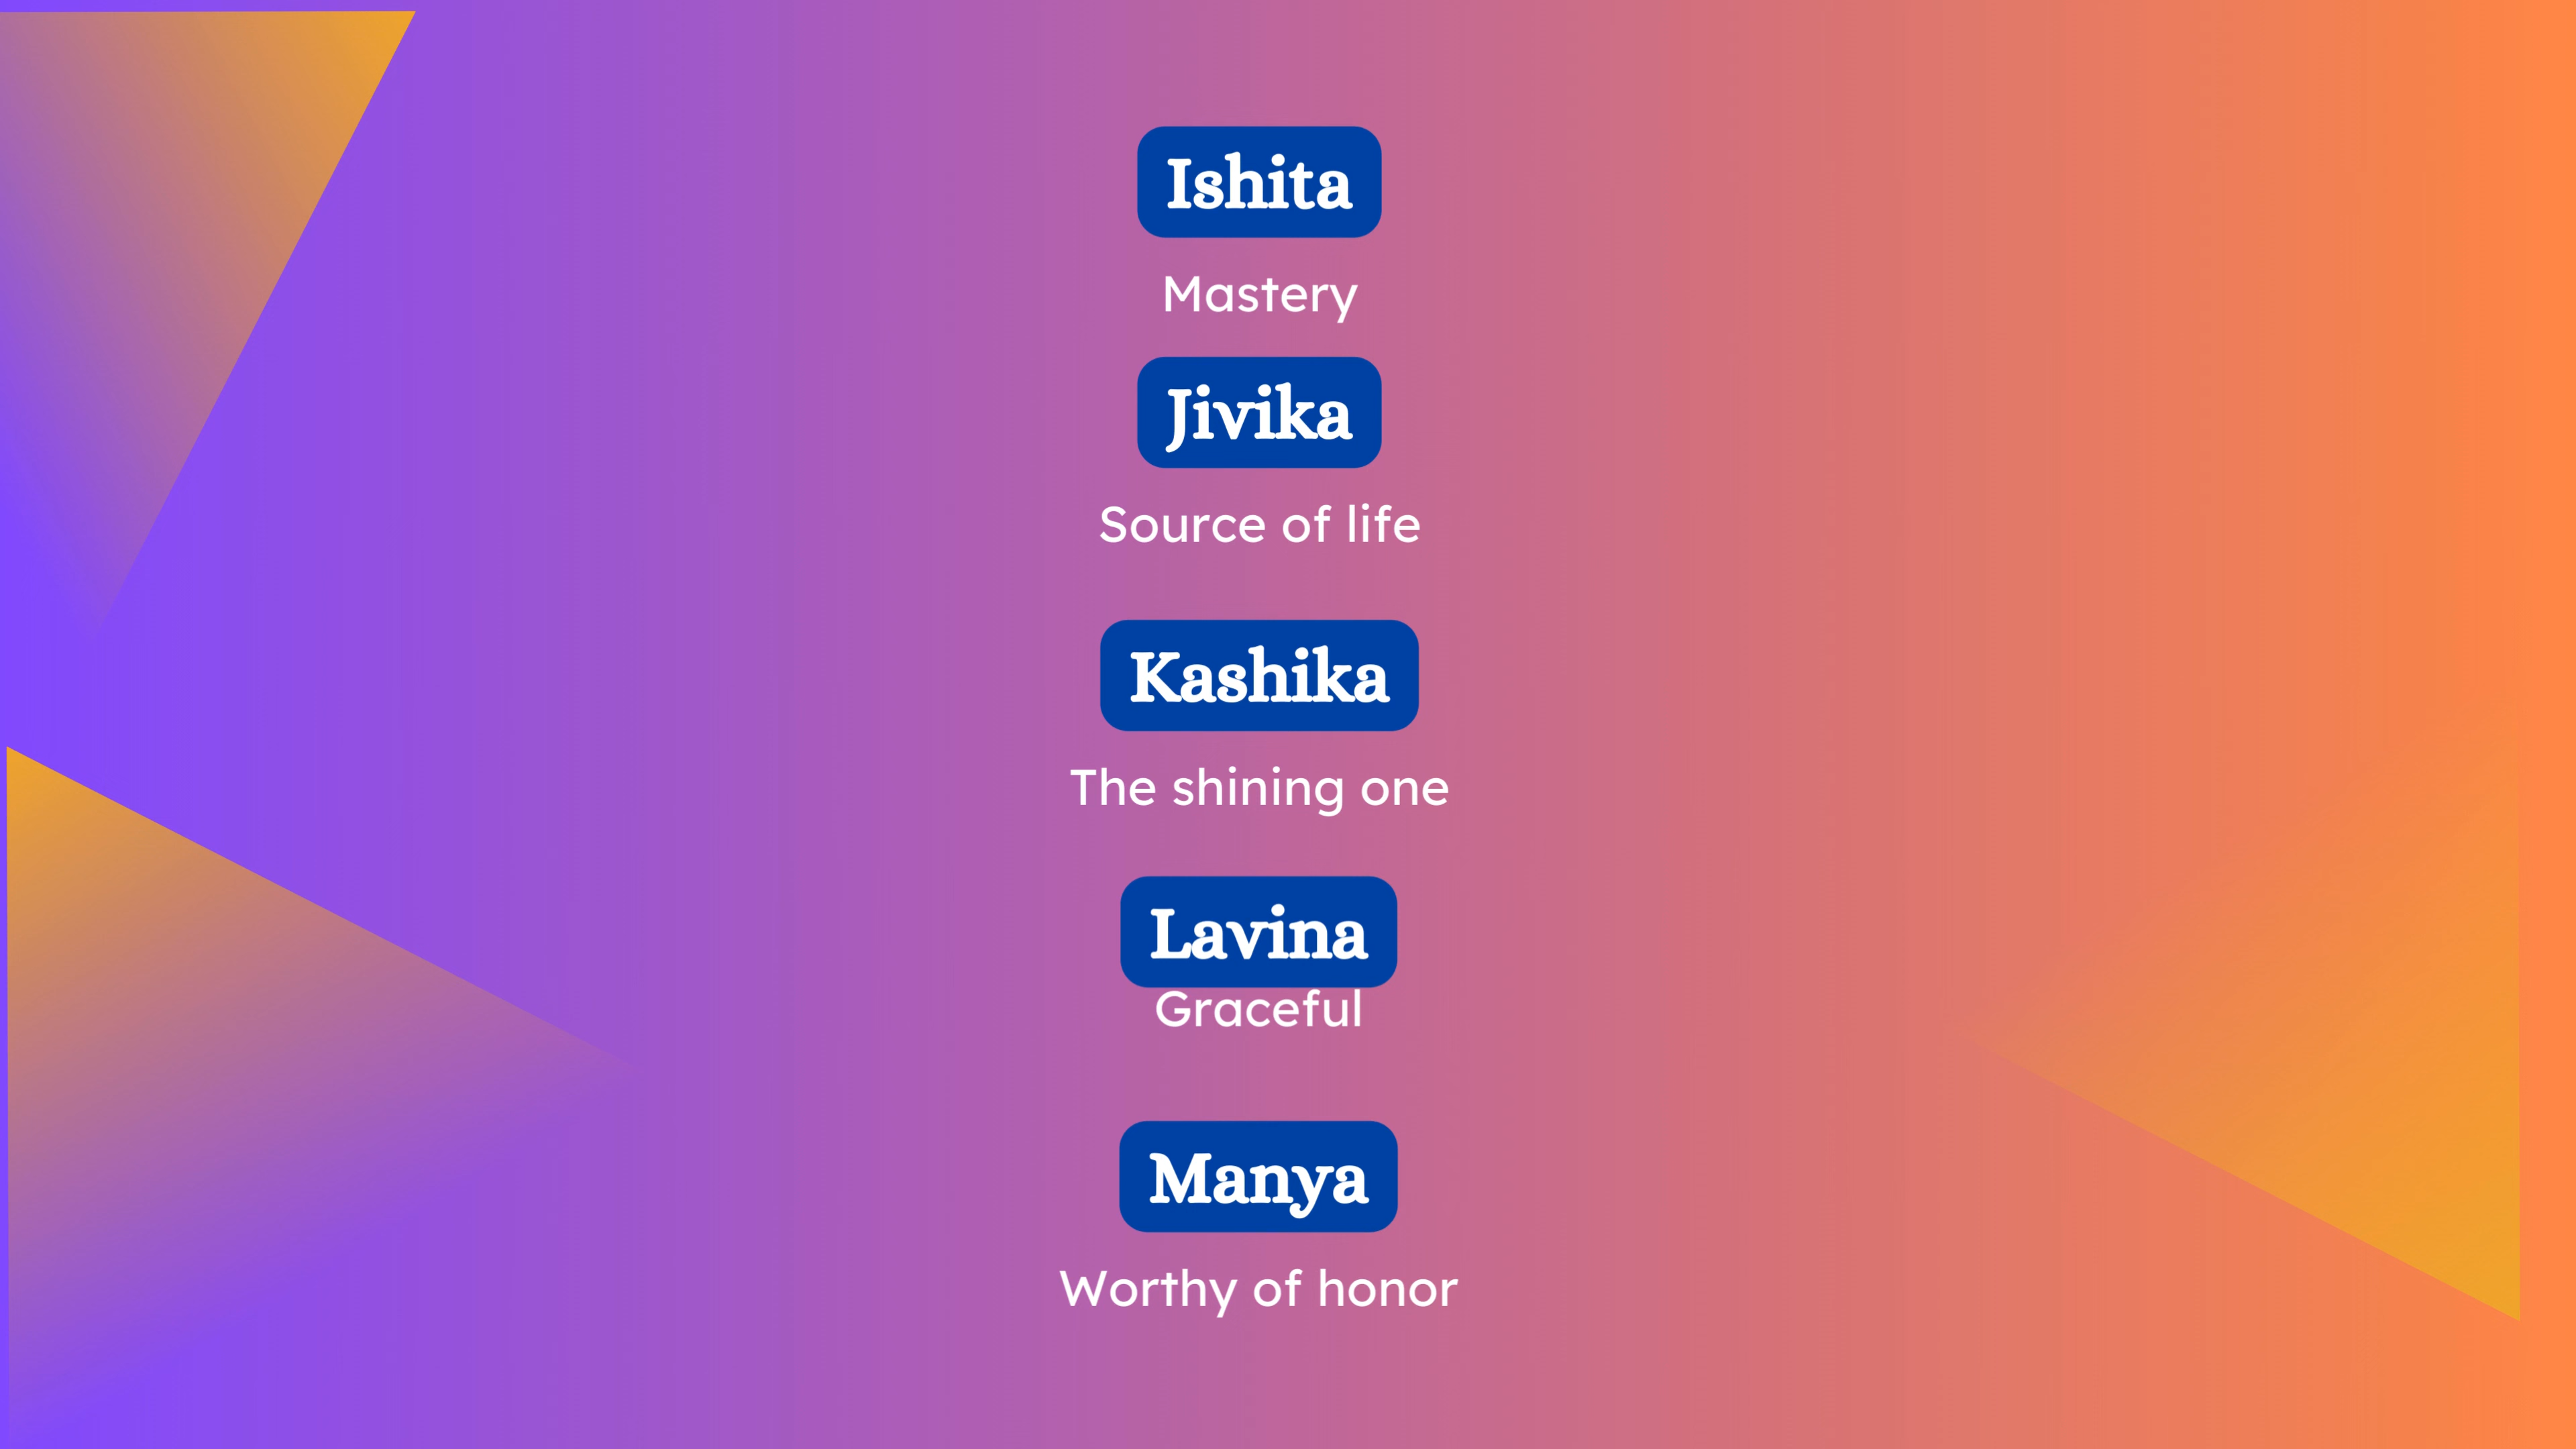 Ishita
Mastery
Jivika
Source of life
Kashika
The shining one
Lavina
Graceful
Manya
Worthy of honor